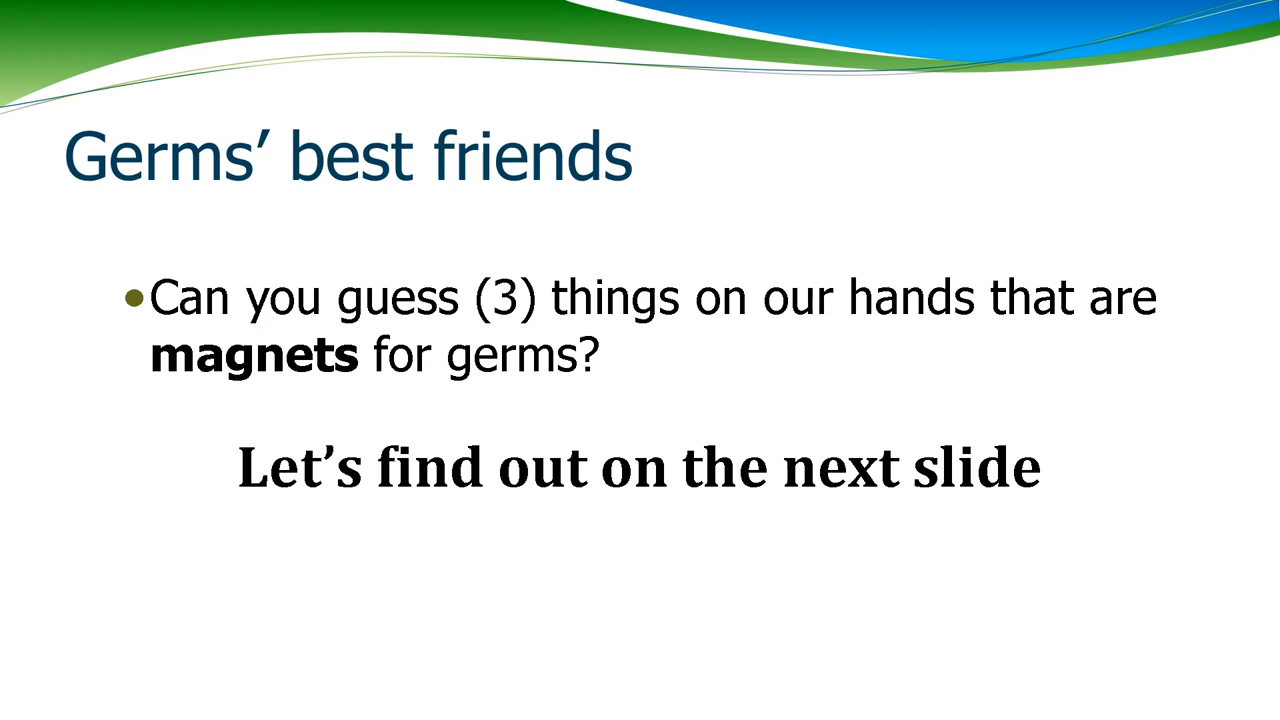 Germs’ best friends
•Can you guess (3) things on our hands that are
magnets for germs?
Let’s find out on the next slide